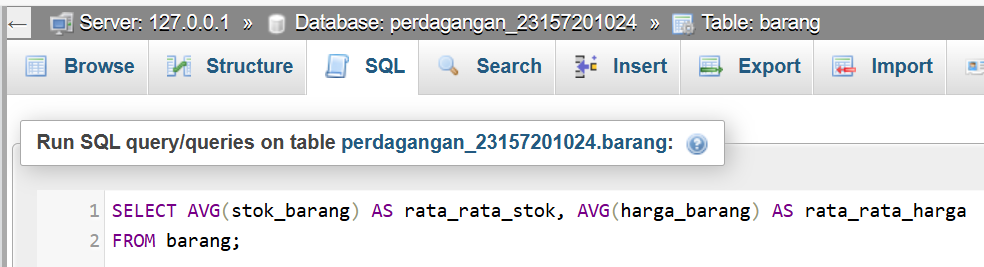 Server: 127.0.0.1 » Database: perdagangan_23157201024 » Table: barang
Browse Structure SQL Search Insert Export Import
Run SQL query/queries on table perdagangan_23157201024.barang:
1 SELECT AVG(stok_barang) AS rata_rata_stok, AVG(harga_barang) AS rata_rata_harga
2 FROM barang;